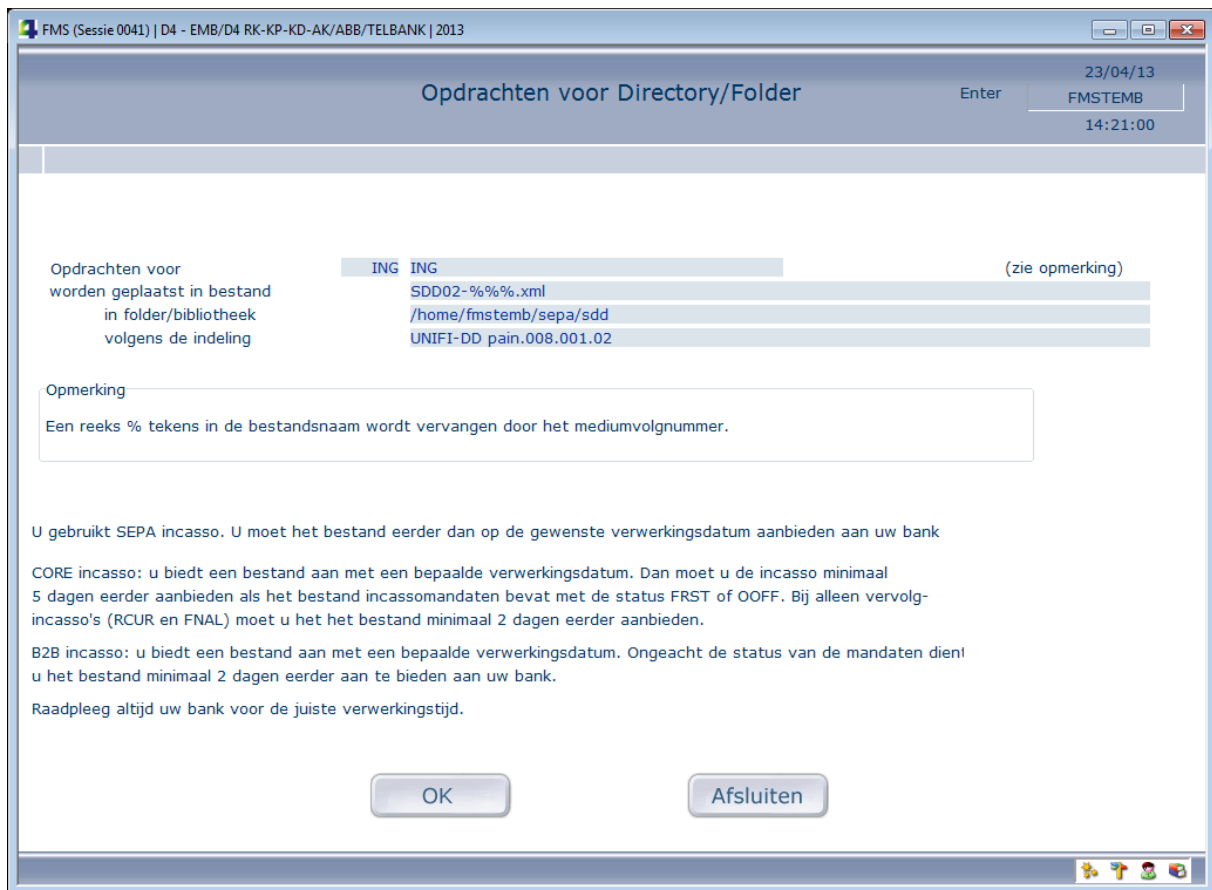 FMS (Sessie 0041) | D4 - EMB/D4 RK-KP-KD-AK/ABB/TELBANK | 2013
23/04/13
Opdrachten voor Directory/Folder
Enter
FMSTEMB
14:21:00
Opdrachten voor ING ING (zie opmerking)
worden geplaatst in bestand SDD02-%%%.xml
in folder/bibliotheek /home/fmstemb/sepa/sdd
volgens de indeling UNIFI-DD pain.008.001.02
Opmerking
Een reeks % tekens in de bestandsnaam wordt vervangen door het mediumvolgnummer.
U gebruikt SEPA incasso. U moet het bestand eerder dan op de gewenste verwerkingsdatum aanbieden aan uw bank
CORE incasso: u biedt een bestand aan met een bepaalde verwerkingsdatum. Dan moet u de incasso minimaal
5 dagen eerder aanbieden als het bestand incassomandaten bevat met de status FRST of OOFF. Bij alleen vervolg-
incasso's (RCUR en FNAL) moet u het het bestand minimaal 2 dagen eerder aanbieden.
B2B incasso: u biedt een bestand aan met een bepaalde verwerkingsdatum. Ongeacht de status van de mandaten dient
u het bestand minimaal 2 dagen eerder aan te bieden aan uw bank.
Raadpleeg altijd uw bank voor de juiste verwerkingstijd.
OK
Afsluiten